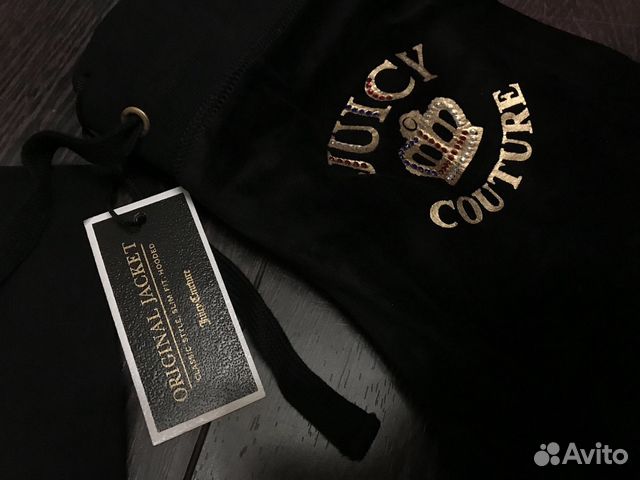 JUICY
COUTURE
ORIGINAL JACKET
CLASSIC STYLE SLIM FIT HOODED
Juicy Couture
Avito